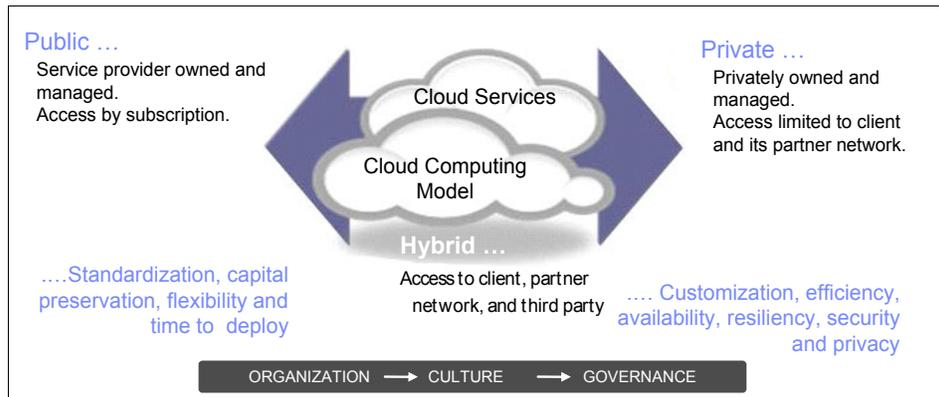 Public …
Service provider owned and
managed.
Access by subscription.
Private …
Privately owned and
managed.
Access limited to client
and its partner network.
Cloud Services
Cloud Computing
Model
Hybrid …
Access to client, partner
network, and third party
….Standardization, capital
preservation, flexibility and
time to deploy
…. Customization, efficiency,
availability, resiliency, security
and privacy
ORGANIZATION → CULTURE → GOVERNANCE